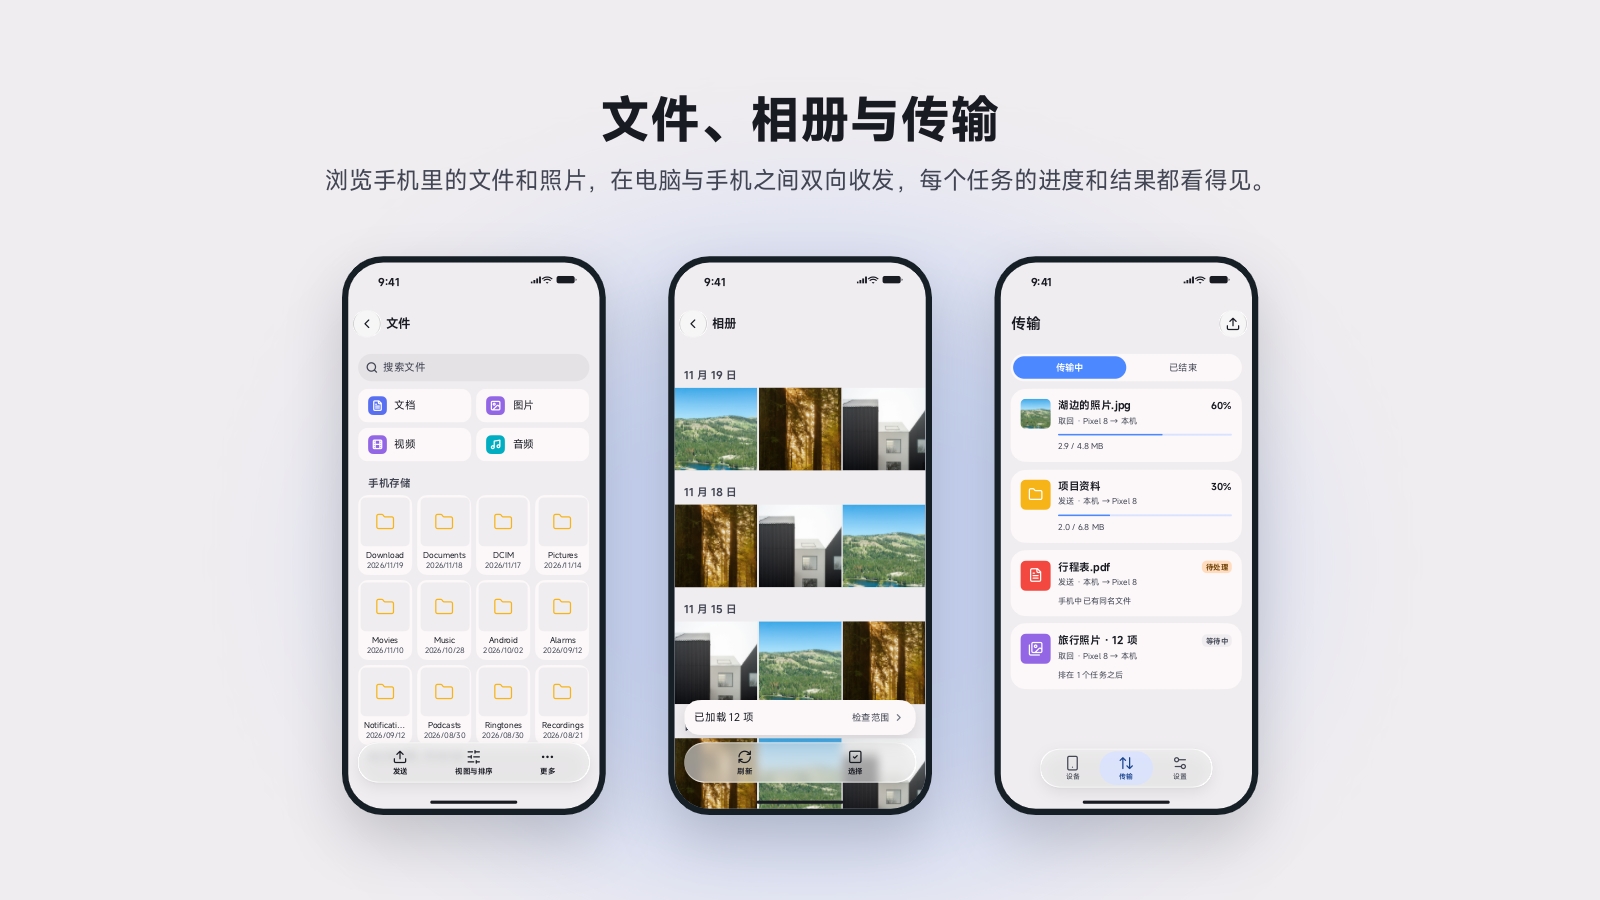 文件、相册与传输
浏览手机里的文件和照片，在电脑与手机之间双向收发，每个任务的进度和结果都看得见。
9:41
文件
搜索文件
文档
图片
视频
音频
手机存储
Download
2026/11/19
Documents
2026/11/18
DCIM
2026/11/17
Pictures
2026/11/14
Movies
2026/11/10
Music
2026/10/28
Android
2026/10/02
Alarms
2026/09/12
Notificati...
2026/09/12
Podcasts
2026/08/30
Ringtones
2026/08/30
Recordings
2026/08/21
发送
视图与排序
更多
9:41
相册
11 月 19 日
11 月 18 日
11 月 15 日
已加载 12 项
检查范围
刷新
选择
9:41
传输
传输中
已结束
湖边的照片.jpg
60%
取回 · Pixel 8 → 本机
2.9 / 4.8 MB
项目资料
30%
发送 · 本机 → Pixel 8
2.0 / 6.8 MB
行程表.pdf
待处理
发送 · 本机 → Pixel 8
手机中已有同名文件
旅行照片 · 12 项
等待中
取回 · Pixel 8 → 本机
排在 1 个任务之后
设备
传输
设置